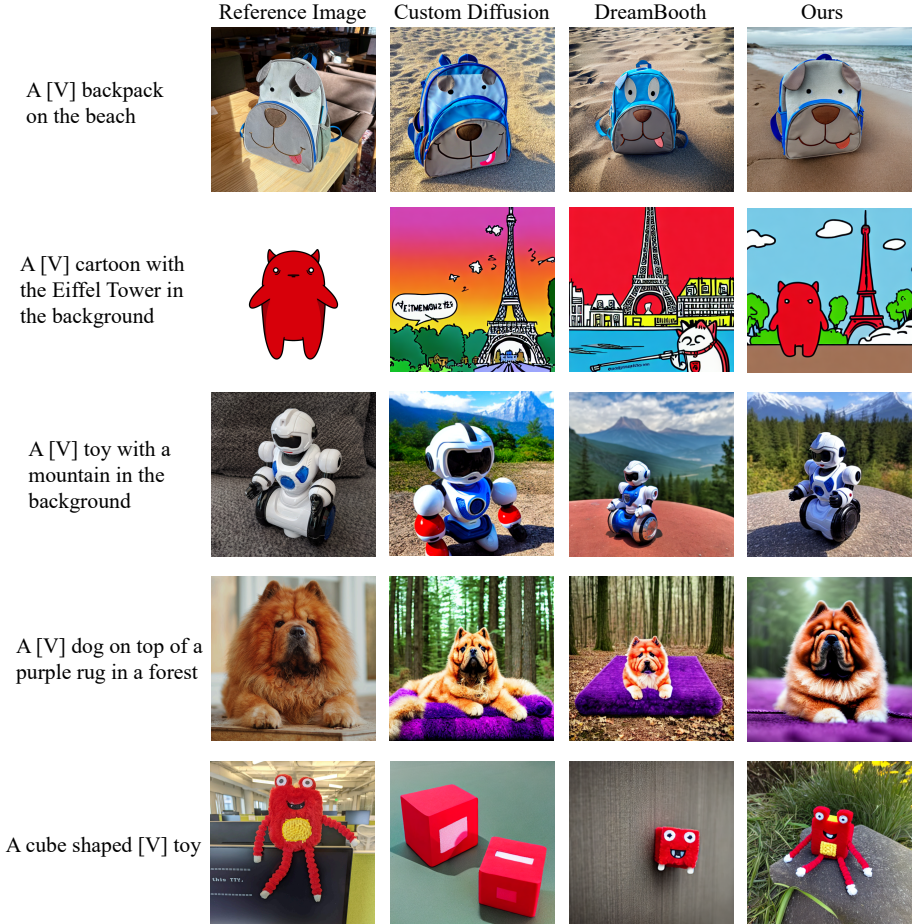 Reference Image Custom Diffusion DreamBooth Ours
A [V] backpack
on the beach
A [V] cartoon with
the Eiffel Tower in
the background
A [V] toy with a
mountain in the
background
A [V] dog on top of a
purple rug in a forest
A cube shaped [V] toy
this ???.